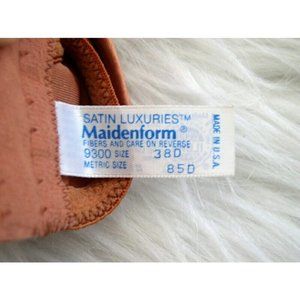 SATIN LUXURIES™
Maidenform®
FIBERS AND CARE ON REVERSE
9300 SIZE 38D
METRIC SIZE 85D
MADE IN U.S.A.